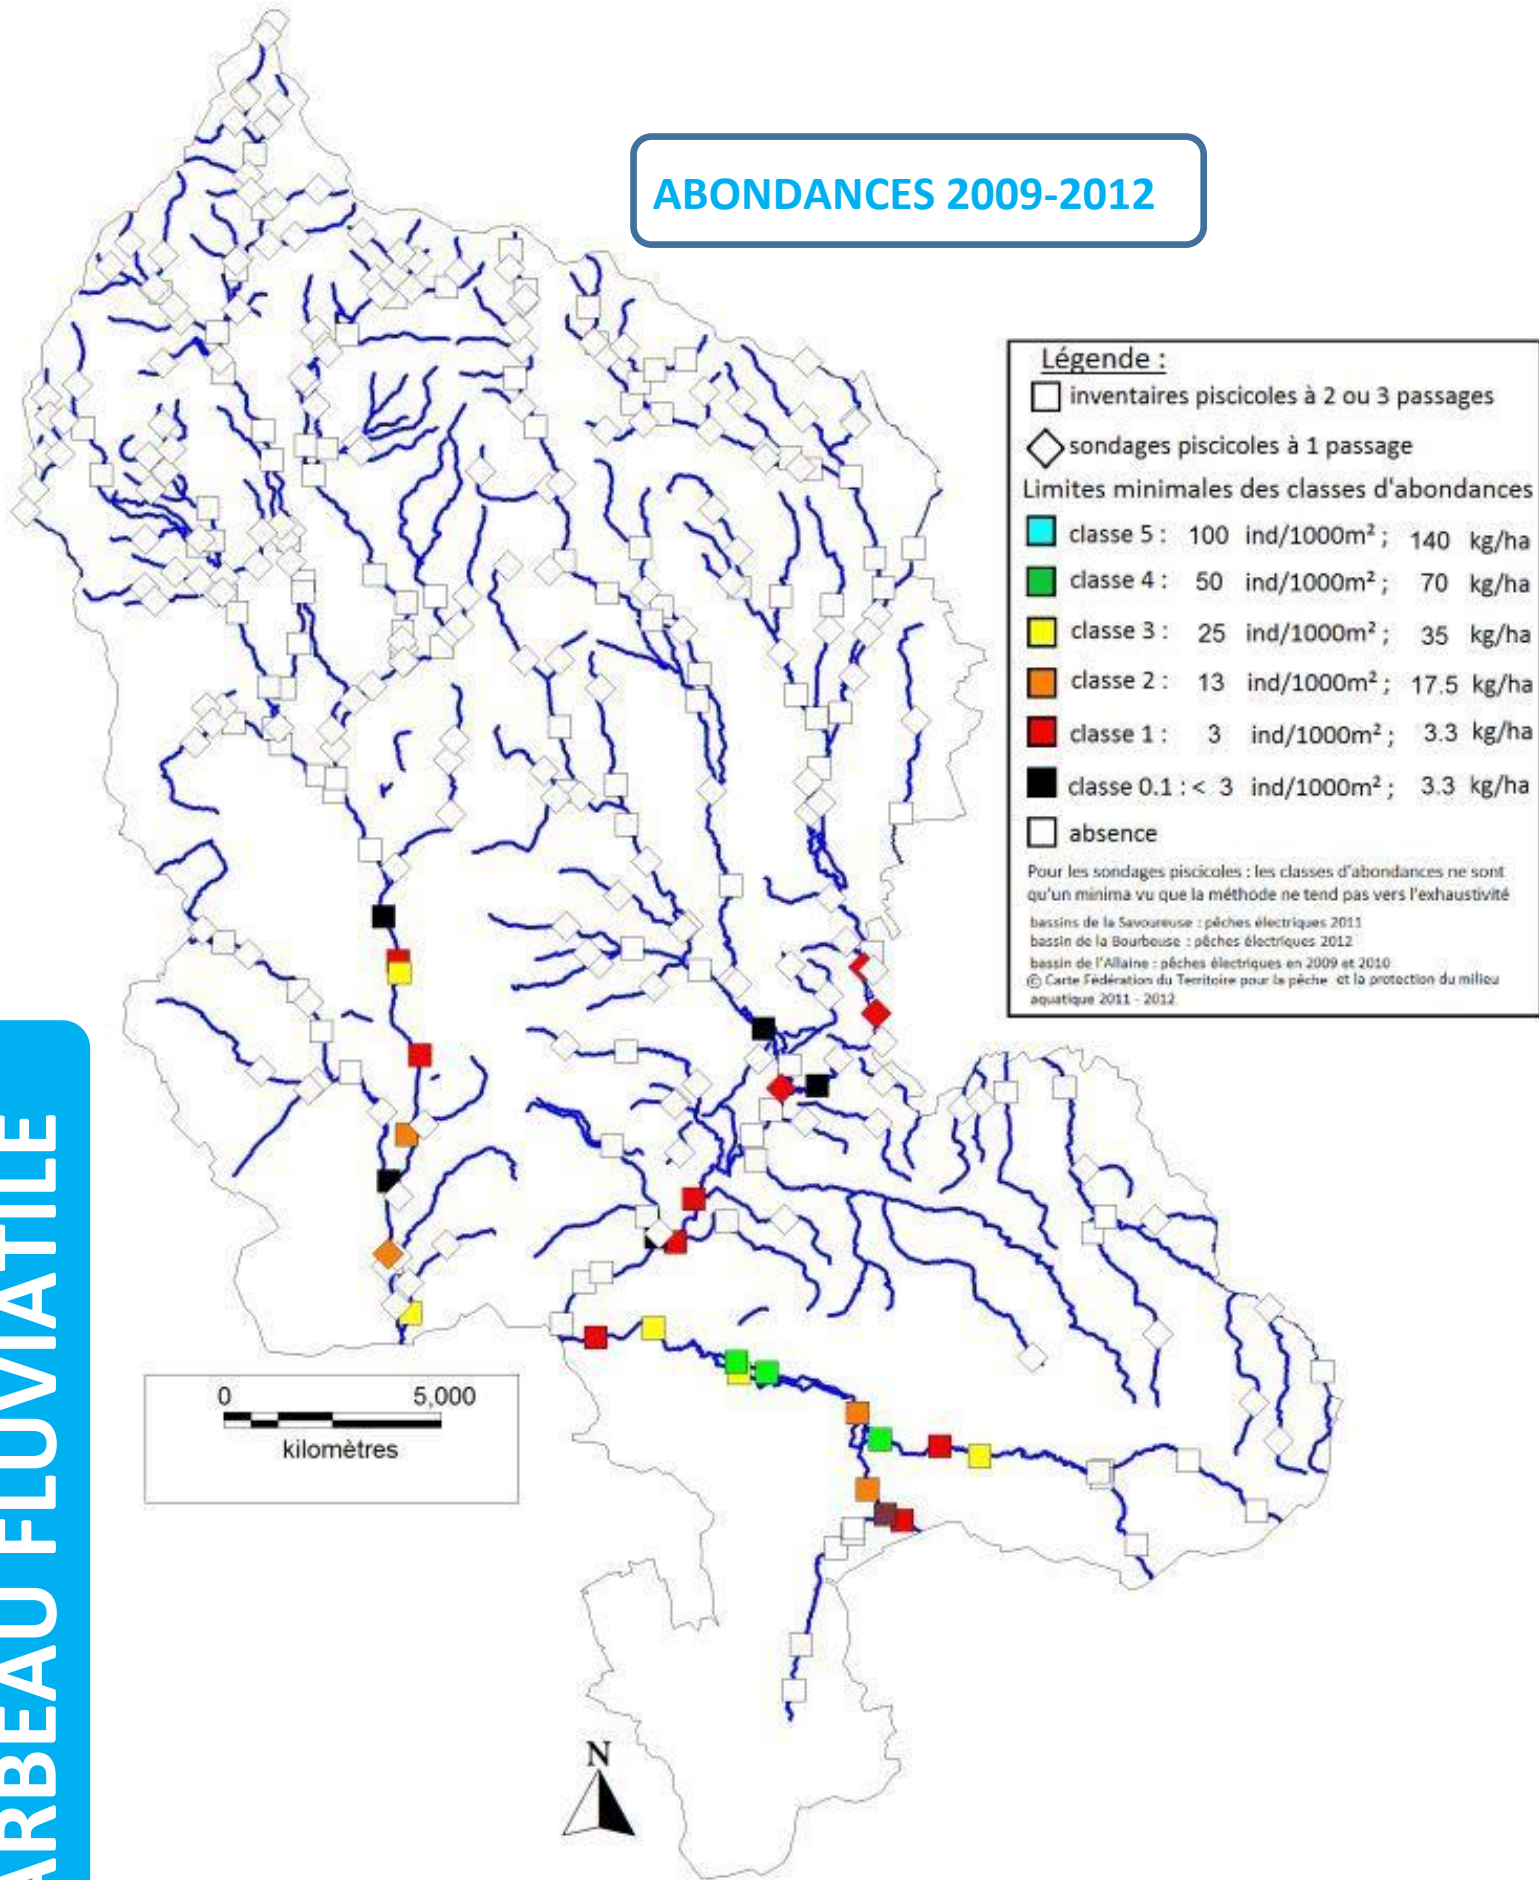 ABONDANCES 2009-2012
Légende :
inventaires piscicoles à 2 ou 3 passages
sondages piscicoles à 1 passage
Limites minimales des classes d'abondances
classe 5 : 100 ind/1000m² ; 140 kg/ha
classe 4 : 50 ind/1000m² ; 70 kg/ha
classe 3 : 25 ind/1000m² ; 35 kg/ha
classe 2 : 13 ind/1000m² ; 17.5 kg/ha
classe 1 : 3 ind/1000m² ; 3.3 kg/ha
classe 0.1 : < 3 ind/1000m² ; 3.3 kg/ha
absence
Pour les sondages piscicoles : les classes d'abondances ne sont
qu'un minima vu que la méthode ne tend pas vers l'exhaustivité
bassins de la Savoureuse : pêches électriques 2011
bassin de la Bourbeuse : pêches électriques 2012
bassin de l'Allaine : pêches électriques en 2009 et 2010
© Carte Fédération du Territoire pour la pêche et la protection du milieu
aquatique 2011 - 2012
ARBEAU FLUVIATILE
0 5,000
kilomètres
N